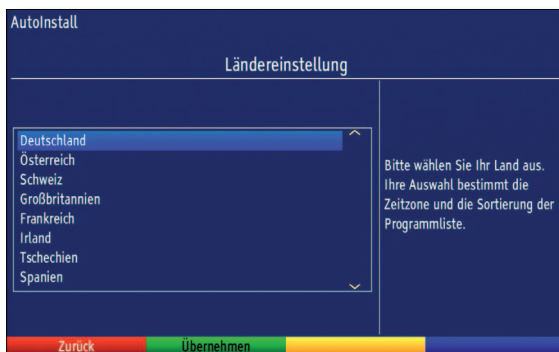 AutoInstall
Ländereinstellung
Deutschland
Österreich
Schweiz
Großbritannien
Frankreich
Irland
Tschechien
Spanien
Bitte wählen Sie Ihr Land aus.
Ihre Auswahl bestimmt die
Zeitzone und die Sortierung der
Programmliste.
Zurück
Übernehmen